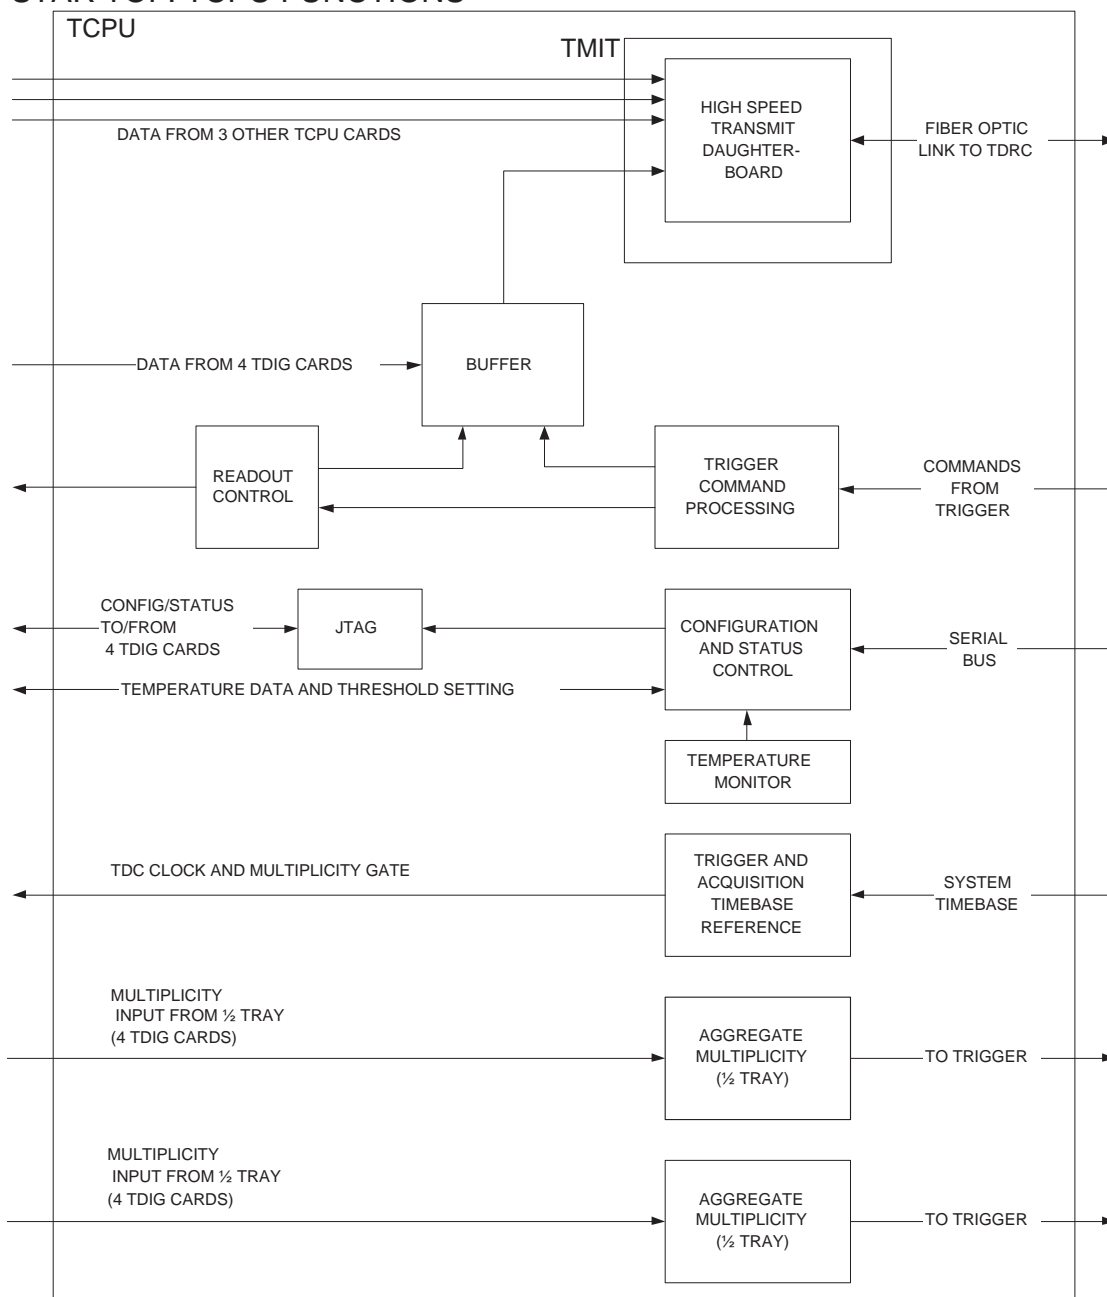 TCPU
TMIT
HIGH SPEED
TRANSMIT
DAUGHTER-
BOARD
DATA FROM 3 OTHER TCPU CARDS
FIBER OPTIC
LINK TO TDRC
DATA FROM 4 TDIG CARDS
BUFFER
READOUT
CONTROL
TRIGGER
COMMAND
PROCESSING
COMMANDS
FROM
TRIGGER
CONFIG/STATUS
TO/FROM
4 TDIG CARDS
JTAG
CONFIGURATION
AND STATUS
CONTROL
SERIAL
BUS
TEMPERATURE DATA AND THRESHOLD SETTING
TEMPERATURE
MONITOR
TDC CLOCK AND MULTIPLICITY GATE
TRIGGER AND
ACQUISITION
TIMEBASE
REFERENCE
SYSTEM
TIMEBASE
MULTIPLICITY
INPUT FROM ½ TRAY
(4 TDIG CARDS)
AGGREGATE
MULTIPLICITY
(½ TRAY)
TO TRIGGER
MULTIPLICITY
INPUT FROM ½ TRAY
(4 TDIG CARDS)
AGGREGATE
MULTIPLICITY
(½ TRAY)
TO TRIGGER